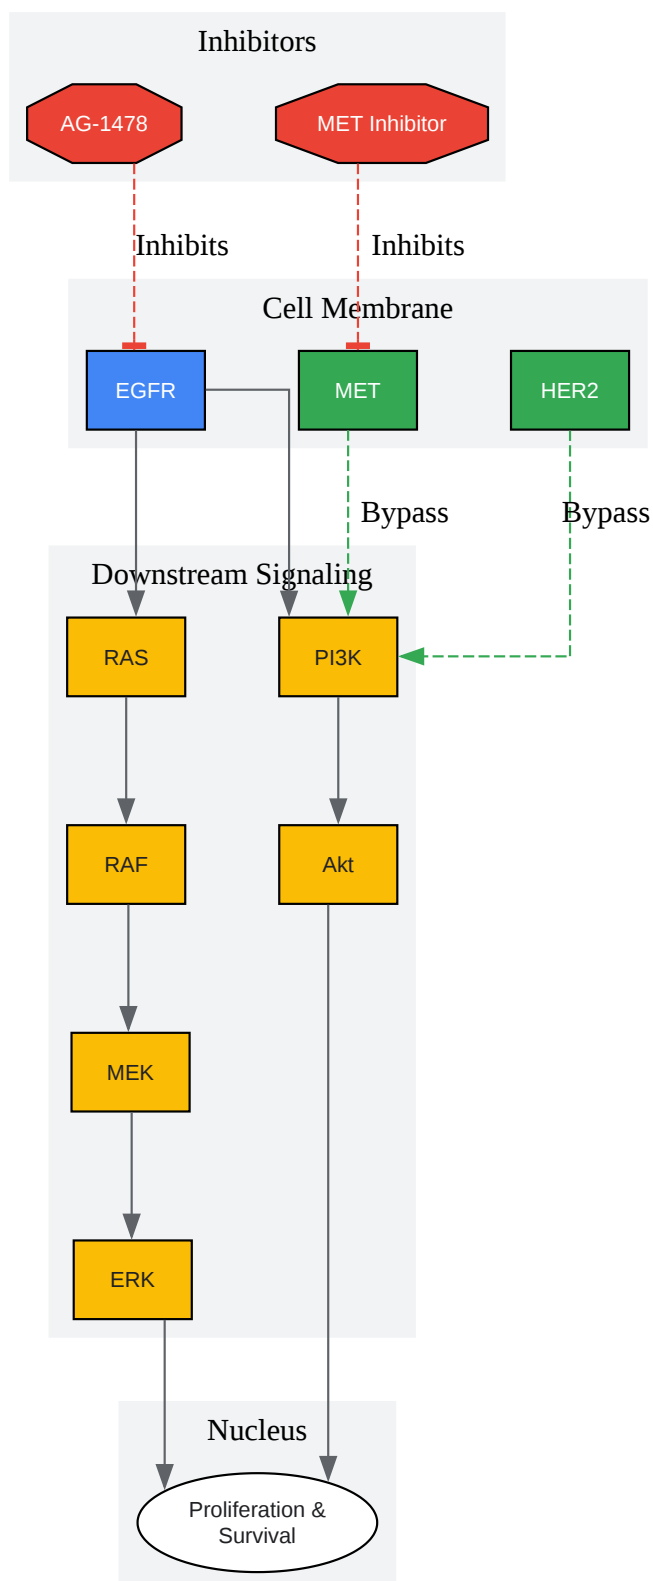 Inhibitors
AG-1478
MET Inhibitor
Inhibits
Inhibits
Cell Membrane
EGFR
MET
HER2
Bypass
Bypass
Downstream Signaling
RAS
PI3K
RAF
Akt
MEK
ERK
Nucleus
Proliferation &
Survival